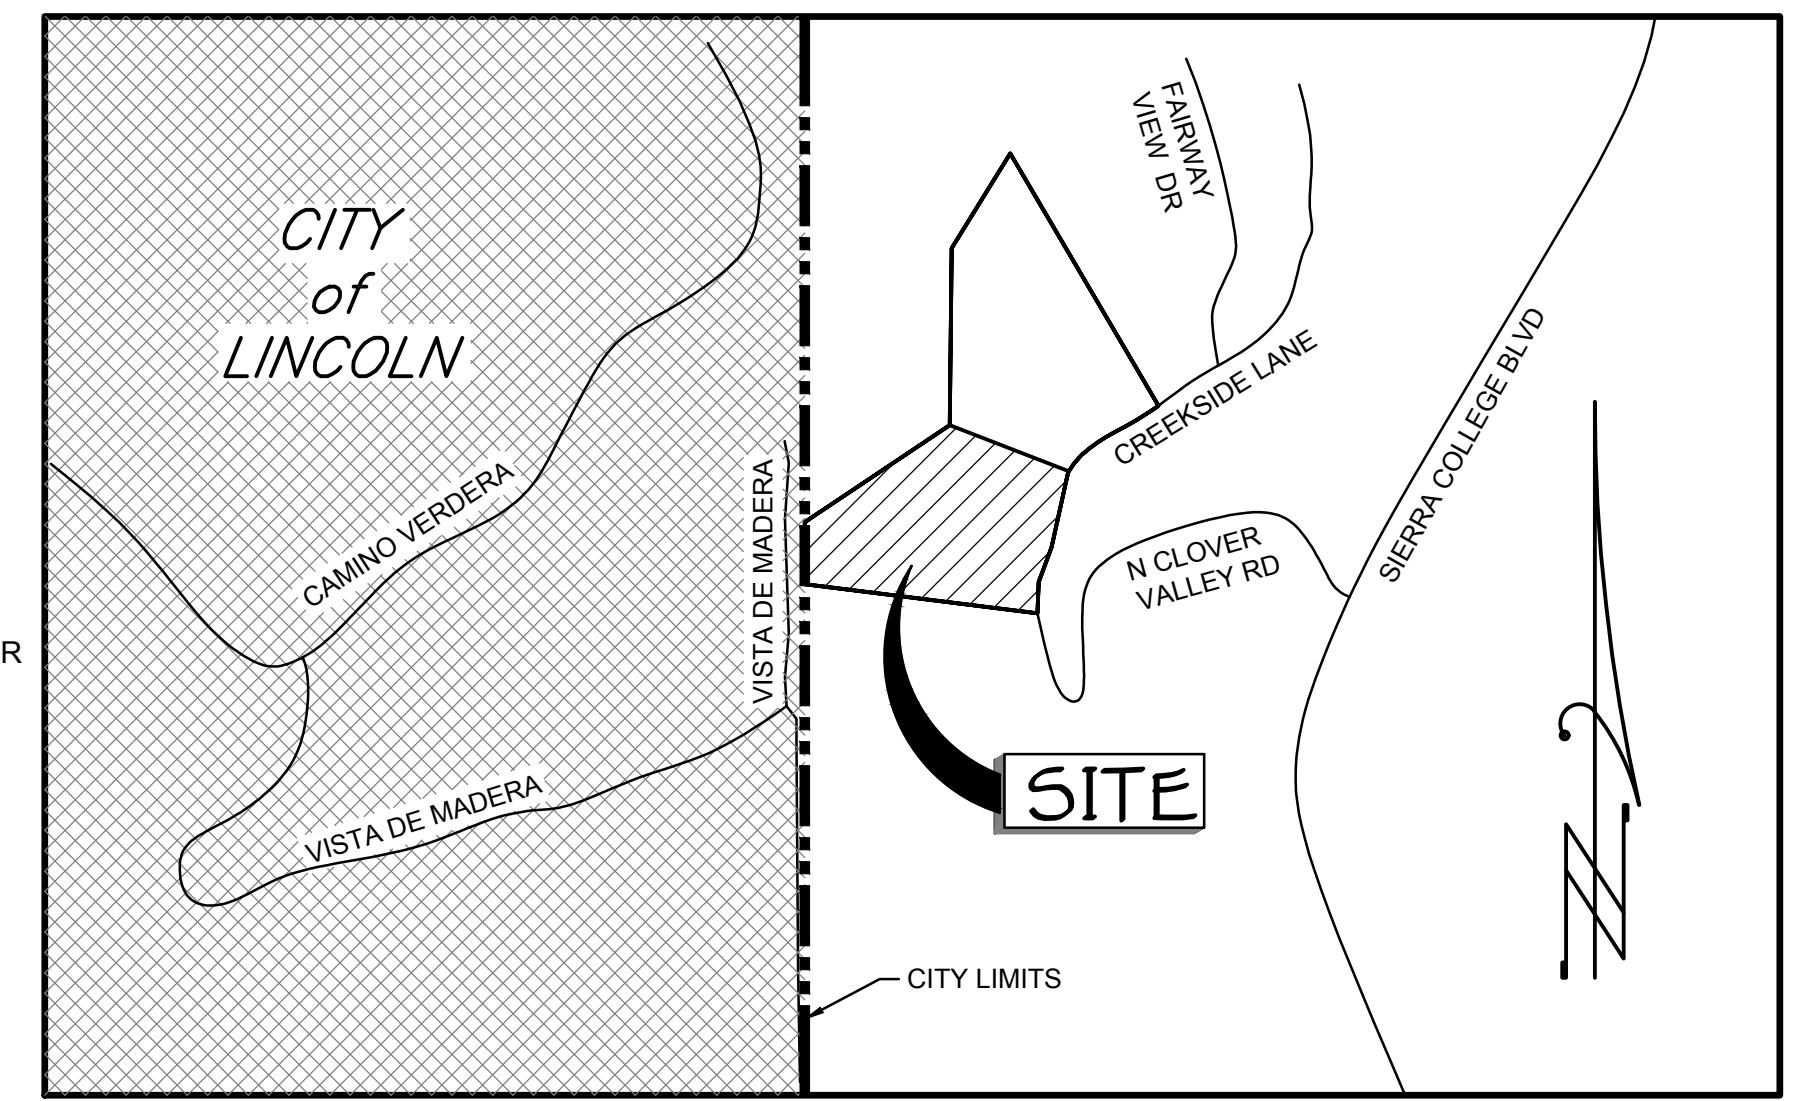 CITY
of
LINCOLN
FAIRWAY
VIEW DR
CREEKSIDE LANE
SIERRA COLLEGE BLVD
CAMINO VERDERA
VISTA DE MADERA
N CLOVER
VALLEY RD
R
VISTA DE MADERA
SITE
CITY LIMITS
N